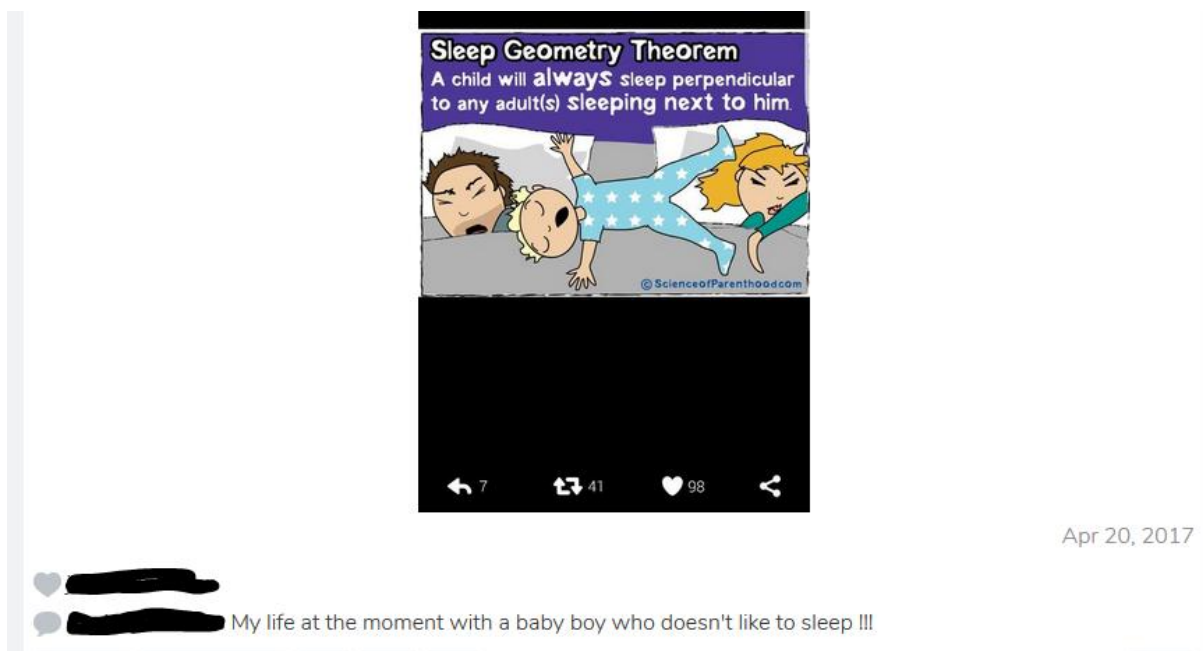 Sleep Geometry Theorem
A child will always sleep perpendicular
to any adult(s) sleeping next to him.
© ScienceofParenthood.com
7 41 98
Apr 20, 2017
My life at the moment with a baby boy who doesn't like to sleep !!!